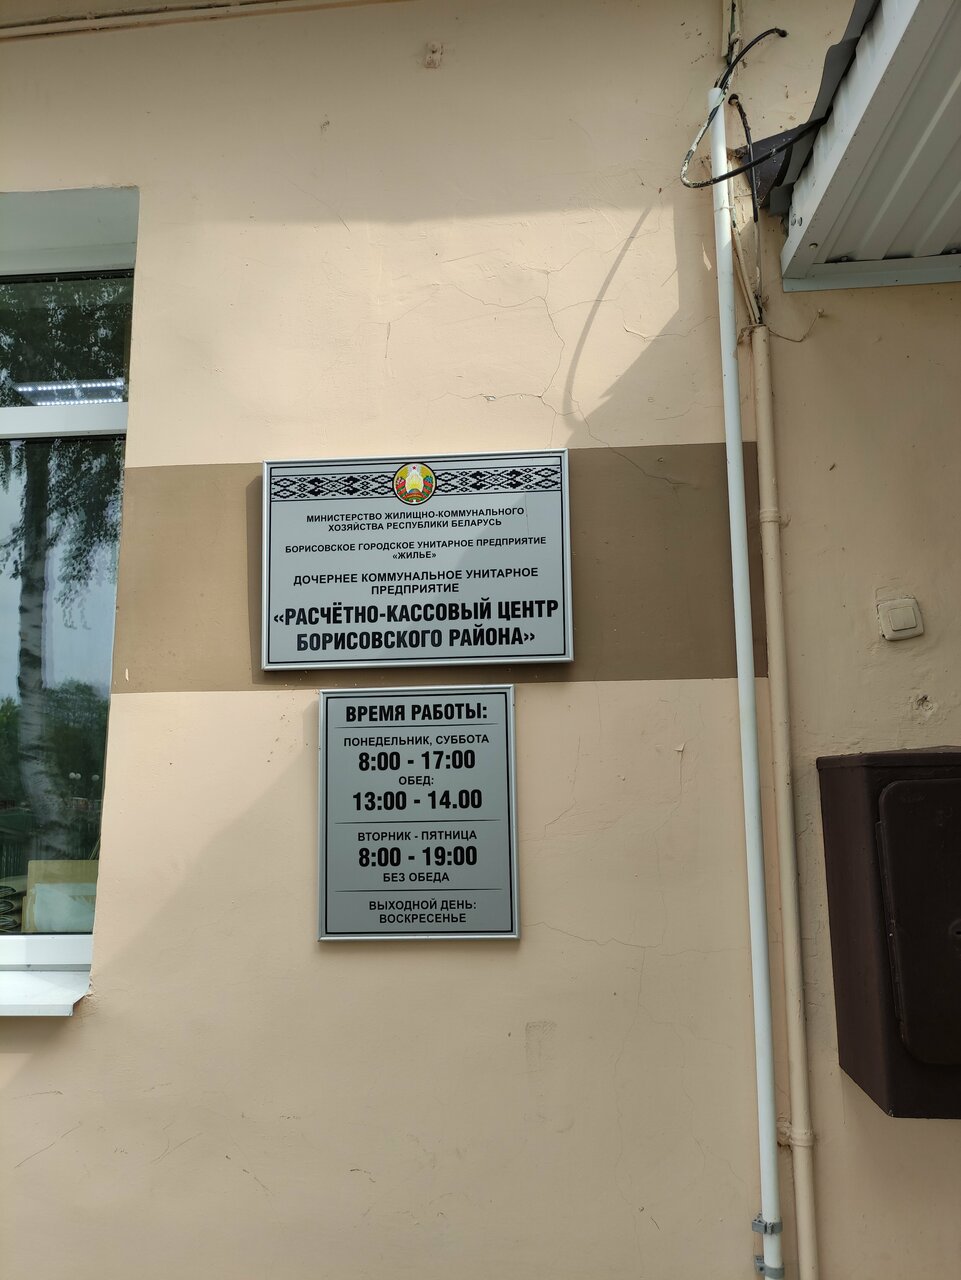 МИНИСТЕРСТВО ЖИЛИЩНО-КОММУНАЛЬНОГО
ХОЗЯЙСТВА РЕСПУБЛИКИ БЕЛАРУСЬ
БОРИСОВСКОЕ ГОРОДСКОЕ УНИТАРНОЕ ПРЕДПРИЯТИЕ
«ЖИЛЬЕ»
ДОЧЕРНЕЕ КОММУНАЛЬНОЕ УНИТАРНОЕ
ПРЕДПРИЯТИЕ
«РАСЧЁТНО-КАССОВЫЙ ЦЕНТР
БОРИСОВСКОГО РАЙОНА»
ВРЕМЯ РАБОТЫ:
ПОНЕДЕЛЬНИК, СУББОТА
8:00 - 17:00
ОБЕД:
13:00 - 14.00
ВТОРНИК - ПЯТНИЦА
8:00 - 19:00
БЕЗ ОБЕДА
ВЫХОДНОЙ ДЕНЬ:
ВОСКРЕСЕНЬЕ